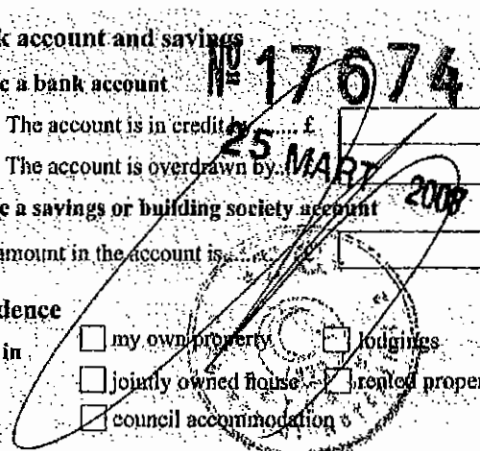 k account and savings
Nº 17674
e a bank account
The account is in credit by ..... £
25 MART 2008
The account is overdrawn by
e a savings or building society account
amount in the account is ..... £
dence
in
my own property
lodgings
jointly owned house
rented proper
council accommodation